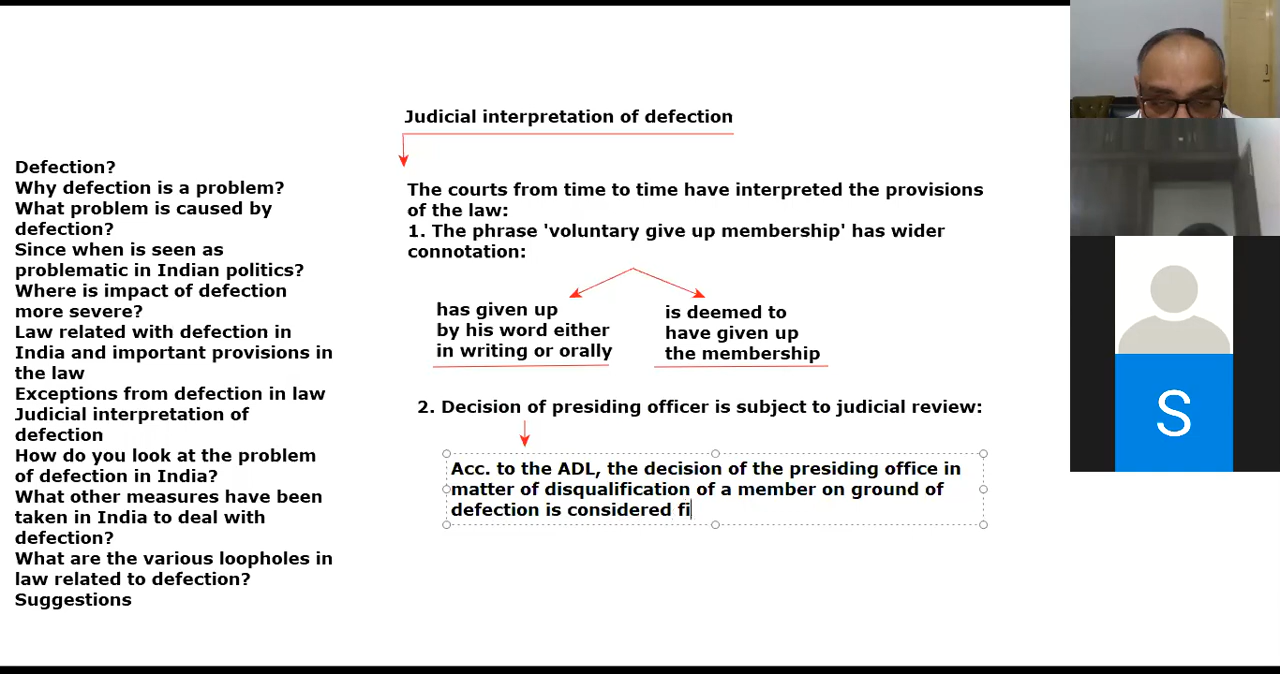 Judicial interpretation of defection
Defection?
Why defection is a problem?
What problem is caused by
defection?
Since when is seen as
problematic in Indian politics?
Where is impact of defection
more severe?
Law related with defection in
India and important provisions in
the law
Exceptions from defection in law
Judicial interpretation of
defection
How do you look at the problem
of defection in India?
What other measures have been
taken in India to deal with
defection?
What are the various loopholes in
law related to defection?
Suggestions
The courts from time to time have interpreted the provisions
of the law:
1. The phrase 'voluntary give up membership' has wider
connotation:
has given up
by his word either
in writing or orally
is deemed to
have given up
the membership
2. Decision of presiding officer is subject to judicial review:
Acc. to the ADL, the decision of the presiding office in
matter of disqualification of a member on ground of
defection is considered fi
S